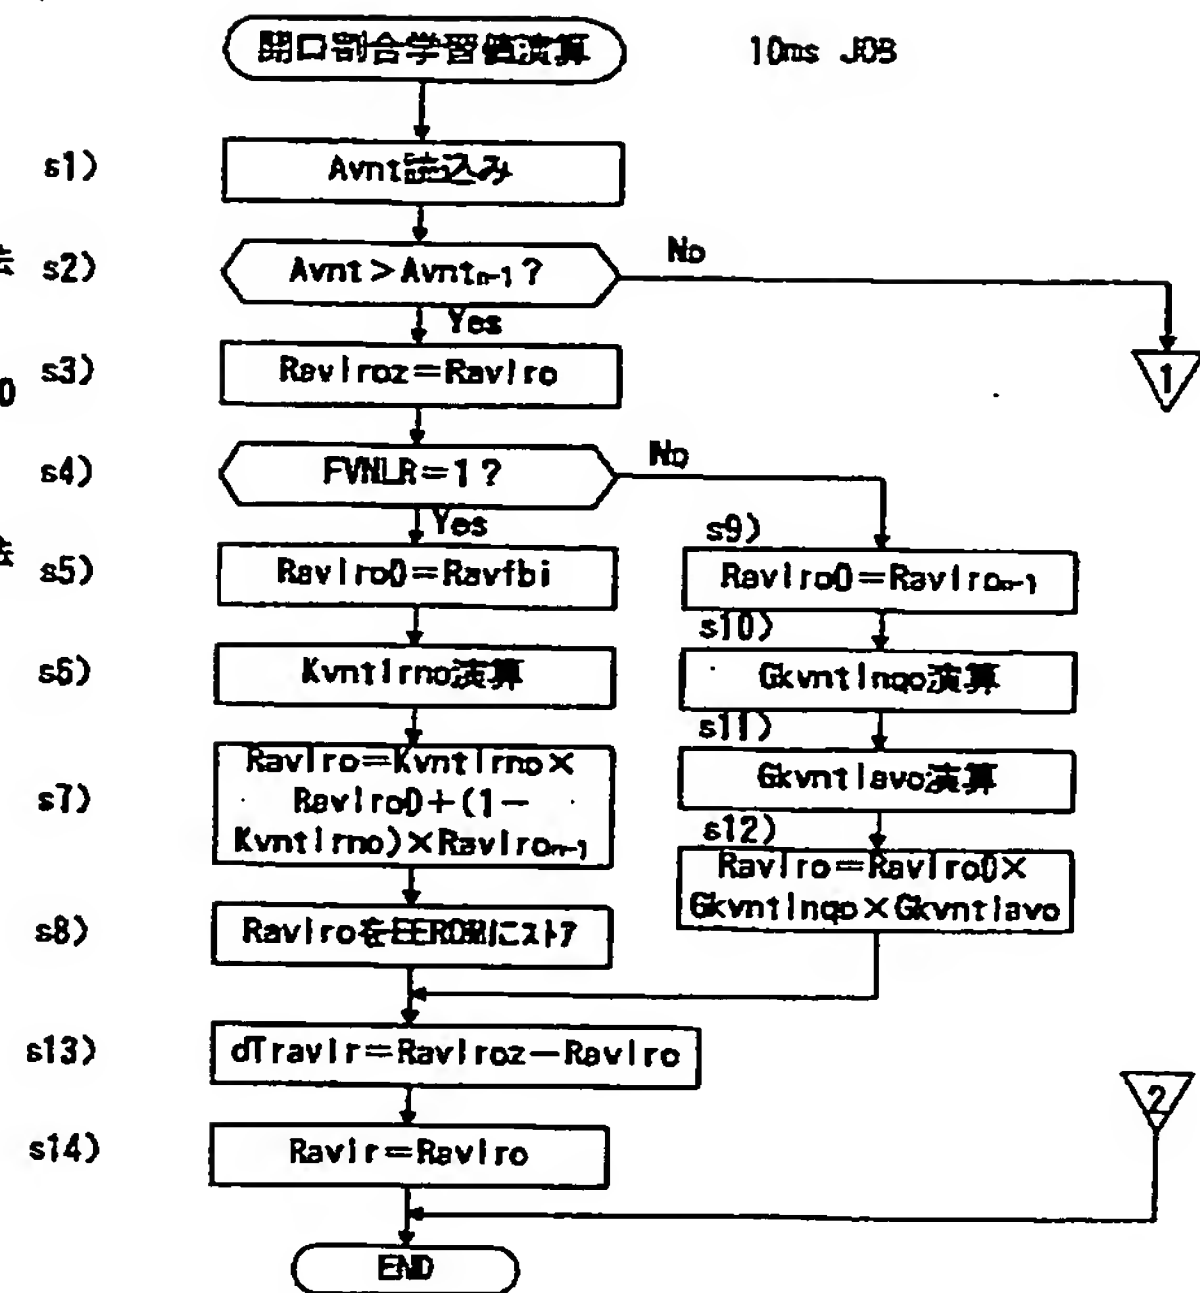 開口割合学習値演算
10ms JOB
s1)
Avnt読込み
s2)
Avnt>Avntn-1?
No
Yes
1
s3)
Ravlroz=Ravlro
0
s4)
FVNLR=1?
No
Yes
s5)
Ravlro0=Ravfbi
s9)
Ravlro0=Ravlron-1
s6)
Kvntlrno演算
s10)
Gkvntlnqo演算
s7)
Ravlro=Kvntlrno×
Ravlro0+(1-
Kvntlrno)×Ravlron-1
s11)
Gkvntlavo演算
s12)
Ravlro=Ravlro0×
Gkvntlnqo×Gkvntlavo
s8)
RavlroをEEROM別にストア
s13)
dTravlr=Ravlroz-Ravlro
2
s14)
Ravlr=Ravlro
END